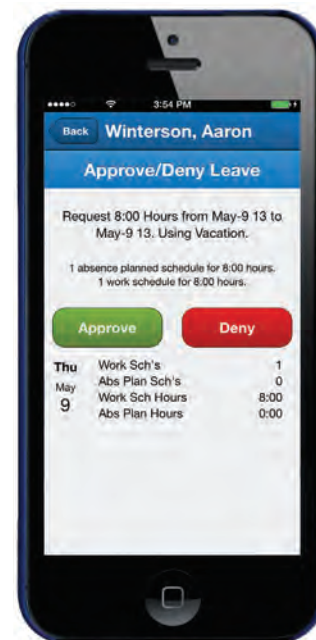 3:54 PM
Back Winterson, Aaron
Approve/Deny Leave
Request 8:00 Hours from May-9 13 to
May-9 13. Using Vacation.
1 absence planned schedule for 8:00 hours.
1 work schedule for 8:00 hours.
Approve Deny
Thu Work Sch's 1
May Abs Plan Sch's 0
9 Work Sch Hours 8:00
Abs Plan Hours 0:00